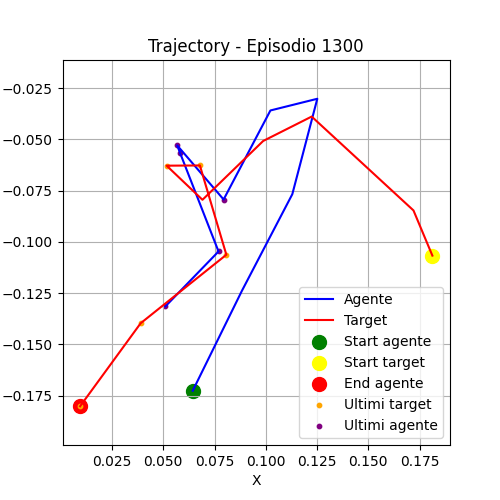 Trajectory - Episodio 1300
−0.025
−0.050
−0.075
−0.100
−0.125
−0.150
−0.175
Agente
Target
Start agente
Start target
End agente
Ultimi target
Ultimi agente
0.025 0.050 0.075 0.100 0.125 0.150 0.175
X